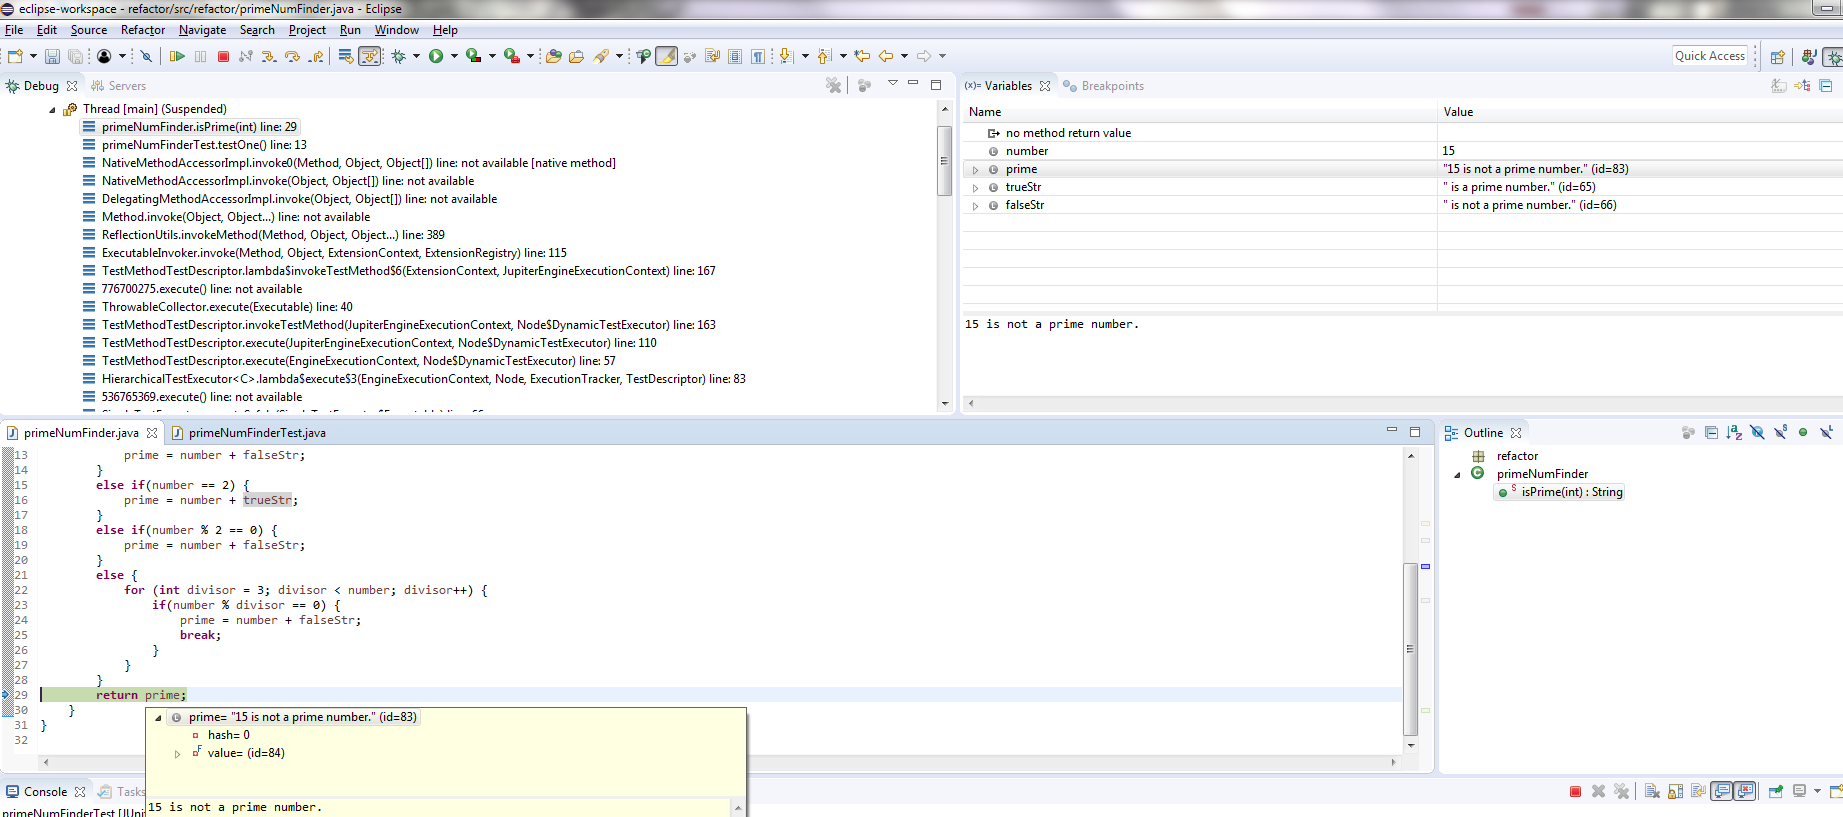 eclipse-workspace - refactor/src/refactor/primeNumFinder.java - Eclipse
File Edit Source Refactor Navigate Search Project Run Window Help
Quick Access
Debug Servers
Thread [main] (Suspended)
primeNumFinder.isPrime(int) line: 29
primeNumFinderTest.testOne() line: 13
NativeMethodAccessorImpl.invoke0(Method, Object, Object[]) line: not available [native method]
NativeMethodAccessorImpl.invoke(Object, Object[]) line: not available
DelegatingMethodAccessorImpl.invoke(Object, Object[]) line: not available
Method.invoke(Object, Object...) line: not available
ReflectionUtils.invokeMethod(Method, Object, Object...) line: 389
ExecutableInvoker.invoke(Method, Object, ExtensionContext, ExtensionRegistry) line: 115
TestMethodTestDescriptor.lambda$invokeTestMethod$6(ExtensionContext, JupiterEngineExecutionContext) line: 167
776700275.execute() line: not available
ThrowableCollector.execute(Executable) line: 40
TestMethodTestDescriptor.invokeTestMethod(JupiterEngineExecutionContext, Node$DynamicTestExecutor) line: 163
TestMethodTestDescriptor.execute(JupiterEngineExecutionContext, Node$DynamicTestExecutor) line: 110
TestMethodTestDescriptor.execute(EngineExecutionContext, Node$DynamicTestExecutor) line: 57
HierarchicalTestExecutor<C>.lambda$execute$3(EngineExecutionContext, Node, ExecutionTracker, TestDescriptor) line: 83
536765369.execute() line: not available
(x)= Variables Breakpoints
Name Value
no method return value
number 15
prime "15 is not a prime number." (id=83)
trueStr " is a prime number." (id=65)
falseStr " is not a prime number." (id=66)
15 is not a prime number.
primeNumFinder.java primeNumFinderTest.java
13 prime = number + falseStr;
14 }
15 else if(number == 2) {
16 prime = number + trueStr;
17 }
18 else if(number % 2 == 0) {
19 prime = number + falseStr;
20 }
21 else {
22 for (int divisor = 3; divisor < number; divisor++) {
23 if(number % divisor == 0) {
24 prime = number + falseStr;
25 break;
26 }
27 }
28 }
29 return prime;
30 }
31 }
32
prime= "15 is not a prime number." (id=83)
hash= 0
value= (id=84)
15 is not a prime number.
Outline
refactor
primeNumFinder
isPrime(int) : String
Console Tasks
primeNumFinderTest [JUni